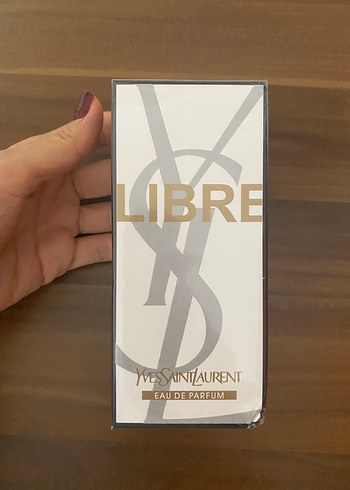 LIBRE
YVESSAINTLAURENT
EAU DE PARFUM